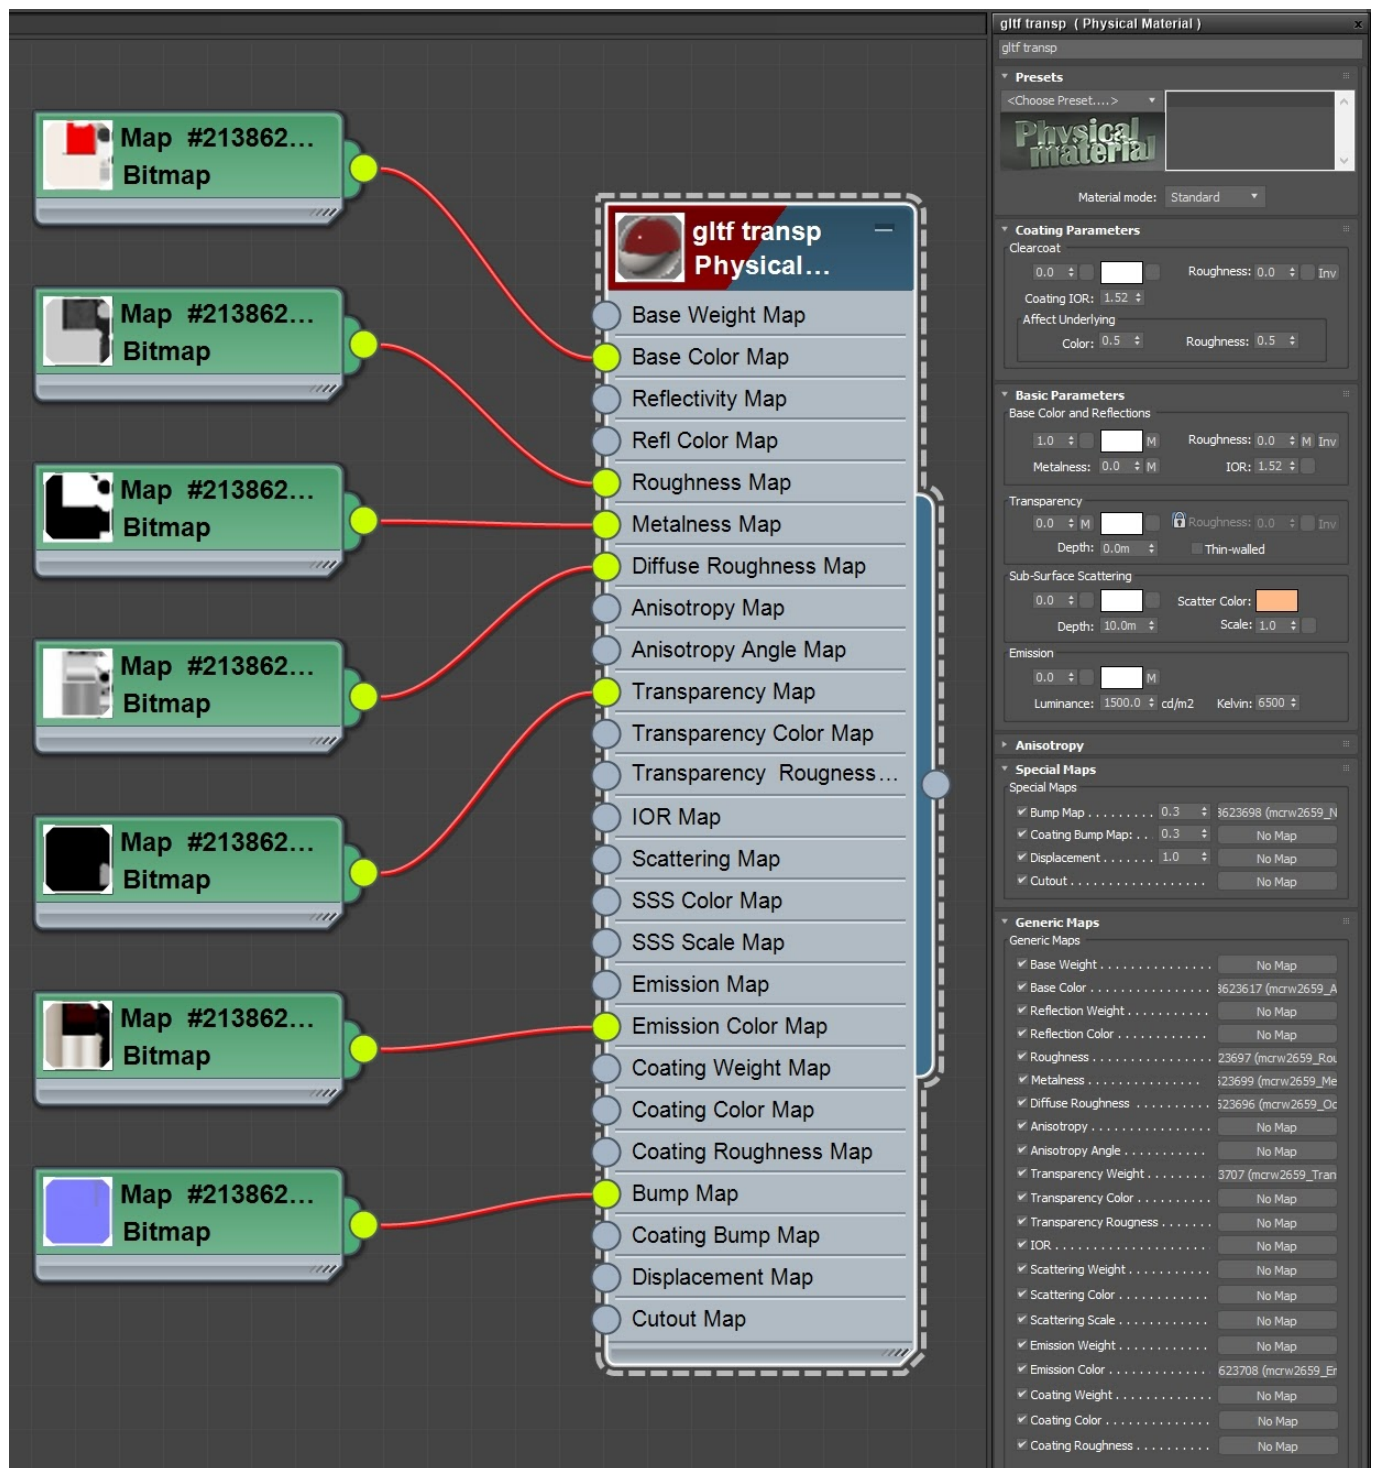 Map #213862...
Bitmap
Map #213862...
Bitmap
Map #213862...
Bitmap
Map #213862...
Bitmap
Map #213862...
Bitmap
Map #213862...
Bitmap
Map #213862...
Bitmap
gltf transp
Physical...
Base Weight Map
Base Color Map
Reflectivity Map
Refl Color Map
Roughness Map
Metalness Map
Diffuse Roughness Map
Anisotropy Map
Anisotropy Angle Map
Transparency Map
Transparency Color Map
Transparency Rougness...
IOR Map
Scattering Map
SSS Color Map
SSS Scale Map
Emission Map
Emission Color Map
Coating Weight Map
Coating Color Map
Coating Roughness Map
Bump Map
Coating Bump Map
Displacement Map
Cutout Map
gltf transp ( Physical Material )
gltf transp
Presets
<Choose Preset....>
Physical material
Material mode: Standard
Coating Parameters
Clearcoat
0.0 Roughness: 0.0 Inv
Coating IOR: 1.52
Affect Underlying
Color: 0.5 Roughness: 0.5
Basic Parameters
Base Color and Reflections
1.0 M Roughness: 0.0 M Inv
Metalness: 0.0 M IOR: 1.52
Transparency
0.0 M Roughness: 0.0 Inv
Depth: 0.0m Thin-walled
Sub-Surface Scattering
0.0 Scatter Color:
Depth: 10.0m Scale: 1.0
Emission
0.0 M
Luminance: 1500.0 cd/m2 Kelvin: 6500
Anisotropy
Special Maps
Special Maps
Bump Map . . . . . . . . . 0.3 3623698 (mcrw2659_N
Coating Bump Map: . . . 0.3 No Map
Displacement . . . . . . . 1.0 No Map
Cutout . . . . . . . . . . . . . . . . . . No Map
Generic Maps
Generic Maps
Base Weight . . . . . . . . . . . . . . . No Map
Base Color . . . . . . . . . . . . . . . . 3623617 (mcrw2659_A
Reflection Weight . . . . . . . . . . . No Map
Reflection Color . . . . . . . . . . . . No Map
Roughness . . . . . . . . . . . . . . . . 23697 (mcrw2659_Rou
Metalness . . . . . . . . . . . . . . . 623699 (mcrw2659_Me
Diffuse Roughness . . . . . . . . . . 623696 (mcrw2659_Oc
Anisotropy . . . . . . . . . . . . . . . . No Map
Anisotropy Angle . . . . . . . . . . . No Map
Transparency Weight . . . . . . . . 3707 (mcrw2659_Tran
Transparency Color . . . . . . . . . . No Map
Transparency Rougness . . . . . . No Map
IOR . . . . . . . . . . . . . . . . . . . . No Map
Scattering Weight . . . . . . . . . . No Map
Scattering Color . . . . . . . . . . . . No Map
Scattering Scale . . . . . . . . . . . . No Map
Emission Weight . . . . . . . . . . . . No Map
Emission Color . . . . . . . . . . . . . 623708 (mcrw2659_Er
Coating Weight . . . . . . . . . . . . . No Map
Coating Color . . . . . . . . . . . . . . No Map
Coating Roughness . . . . . . . . . . No Map